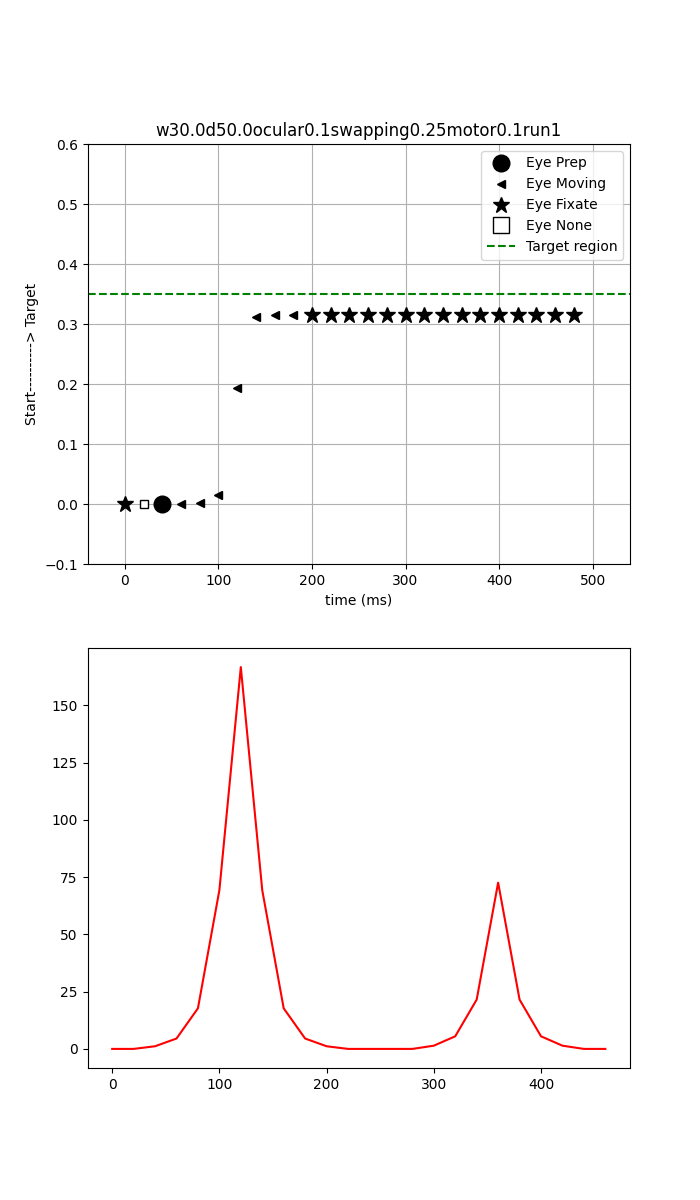 w30.0d50.0ocular0.1swapping0.25motor0.1run1
0.6
0.5
0.4
0.3
0.2
0.1
0.0
−0.1
Start----------> Target
Eye Prep
Eye Moving
Eye Fixate
Eye None
Target region
0 100 200 300 400 500
time (ms)
150
125
100
75
50
25
0
0 100 200 300 400